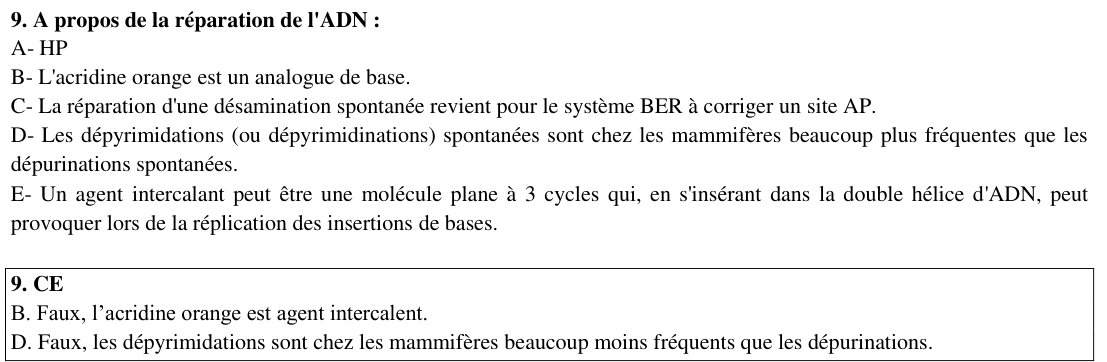 9. A propos de la réparation de l'ADN :
A- HP
B- L'acridine orange est un analogue de base.
C- La réparation d'une désamination spontanée revient pour le système BER à corriger un site AP.
D- Les dépyrimidations (ou dépyrimidinations) spontanées sont chez les mammifères beaucoup plus fréquentes que les
dépurinations spontanées.
E- Un agent intercalant peut être une molécule plane à 3 cycles qui, en s'insérant dans la double hélice d'ADN, peut
provoquer lors de la réplication des insertions de bases.
9. CE
B. Faux, l’acridine orange est agent intercalent.
D. Faux, les dépyrimidations sont chez les mammifères beaucoup moins fréquents que les dépurinations.